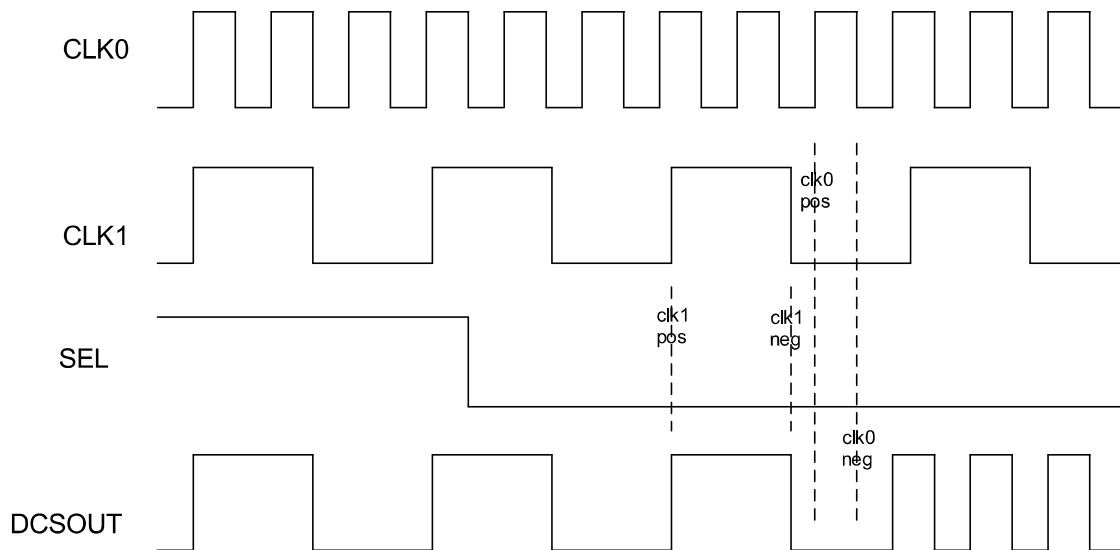 CLK0
clk0
pos
CLK1
clk1
pos
clk1
neg
SEL
clk0
neg
DCSOUT